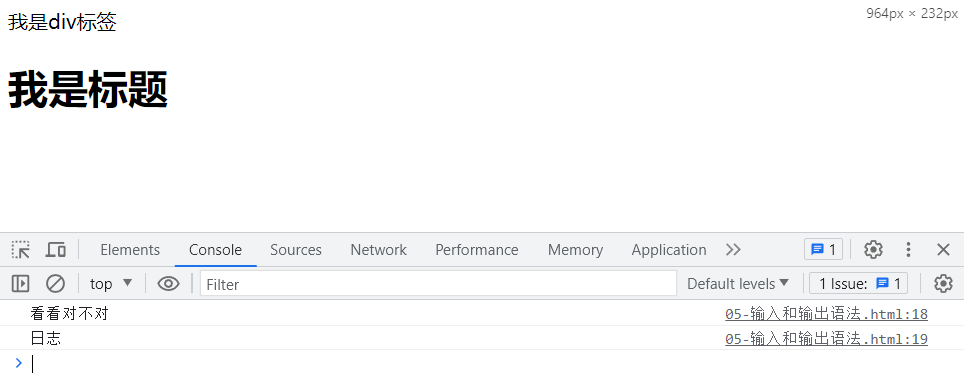 我是div标签
964px × 232px
我是标题
Elements Console Sources Network Performance Memory Application 1
top Filter Default levels 1 Issue: 1
看看对不对 05-输入和输出语法.html:18
日志 05-输入和输出语法.html:19